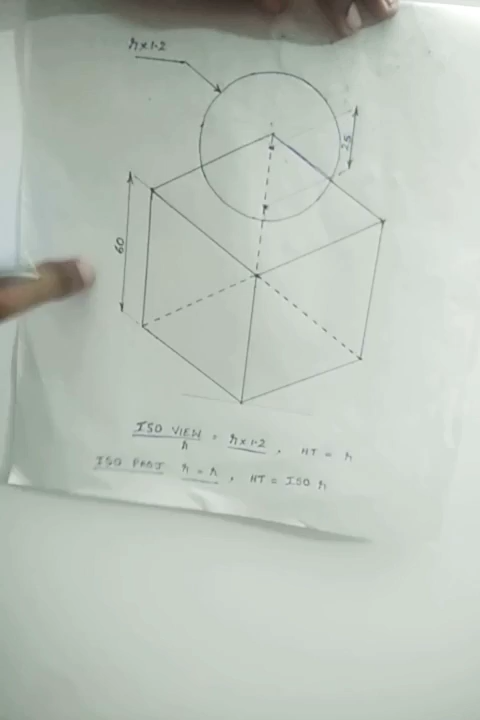 r×1.2
25
60
ISO VIEW = r×1.2, HT = r
r
ISO PROJ r = r, HT = ISO r